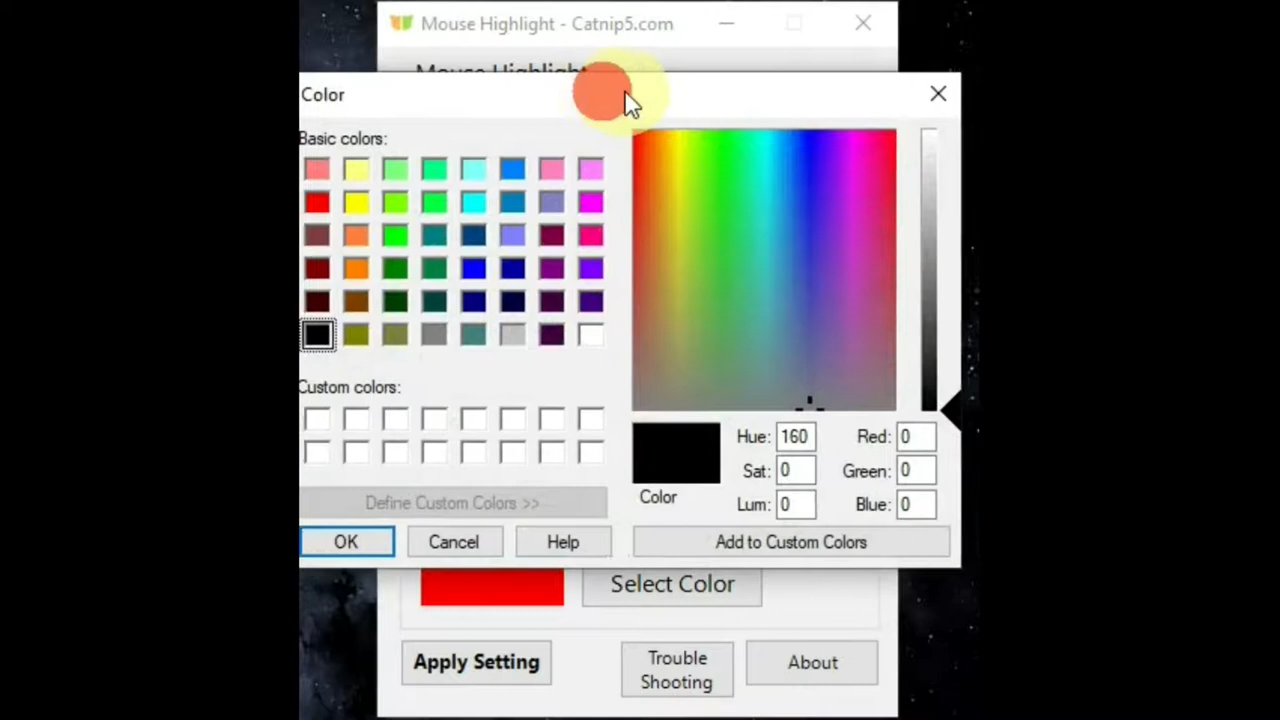 Mouse Highlight - Catnip5.com
Mouse Highlight
Color
Basic colors:
Custom colors:
Define Custom Colors >>
OK
Cancel
Help
Color
Hue: 160
Sat: 0
Lum: 0
Red: 0
Green: 0
Blue: 0
Add to Custom Colors
Select Color
Apply Setting
Trouble
Shooting
About